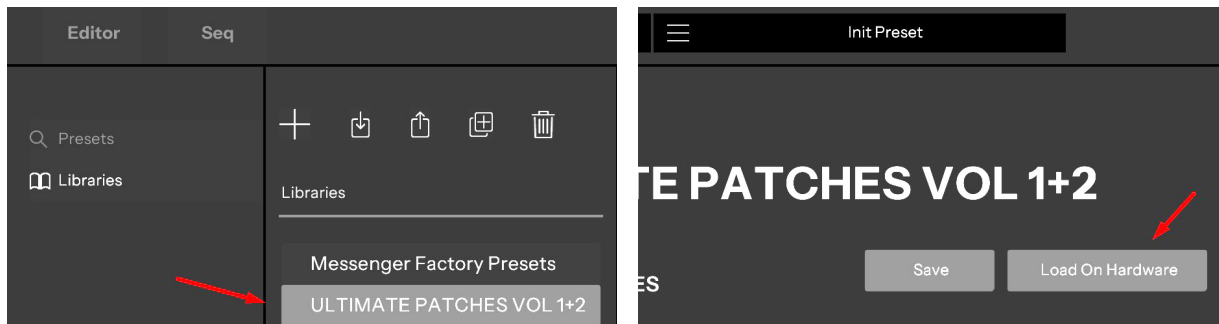 Editor Seq
Presets
Libraries
Libraries
Messenger Factory Presets
ULTIMATE PATCHES VOL 1+2
Init Preset
TE PATCHES VOL 1+2
ES
Save Load On Hardware